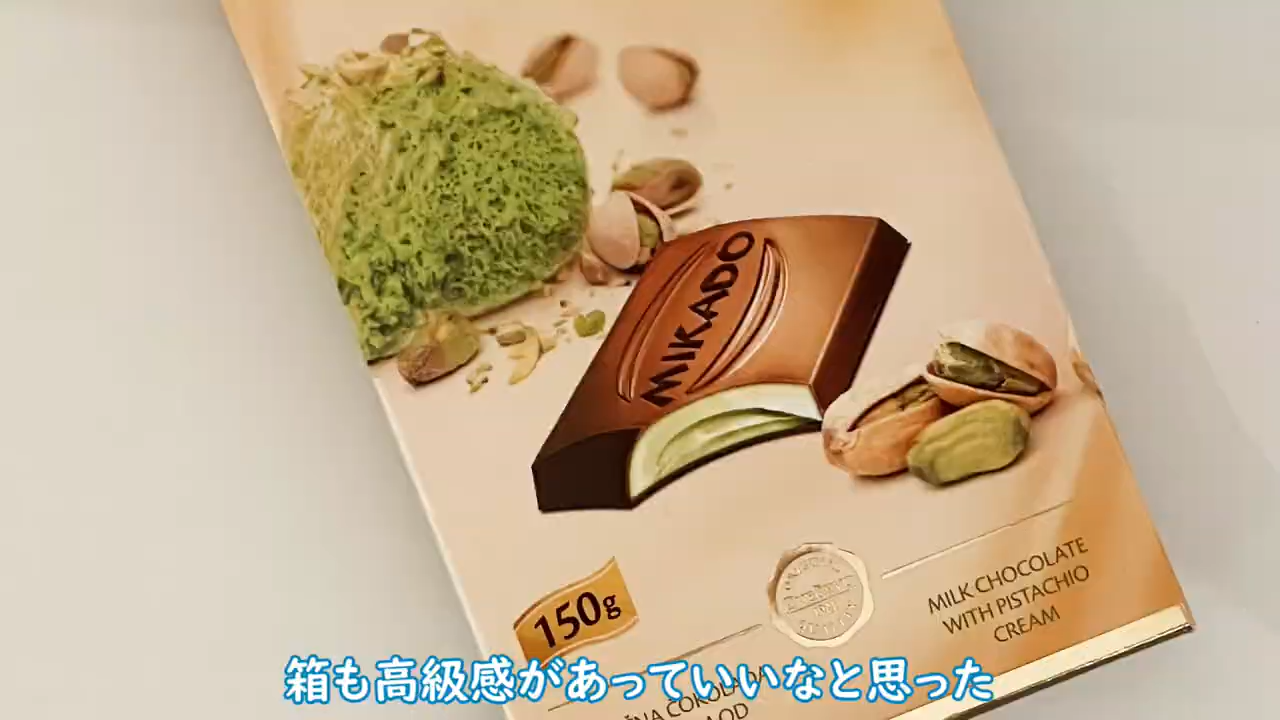 MIKADO
150g
MILK CHOCOLATE
WITH PISTACHIO
CREAM
箱も高級感があっていいなと思った